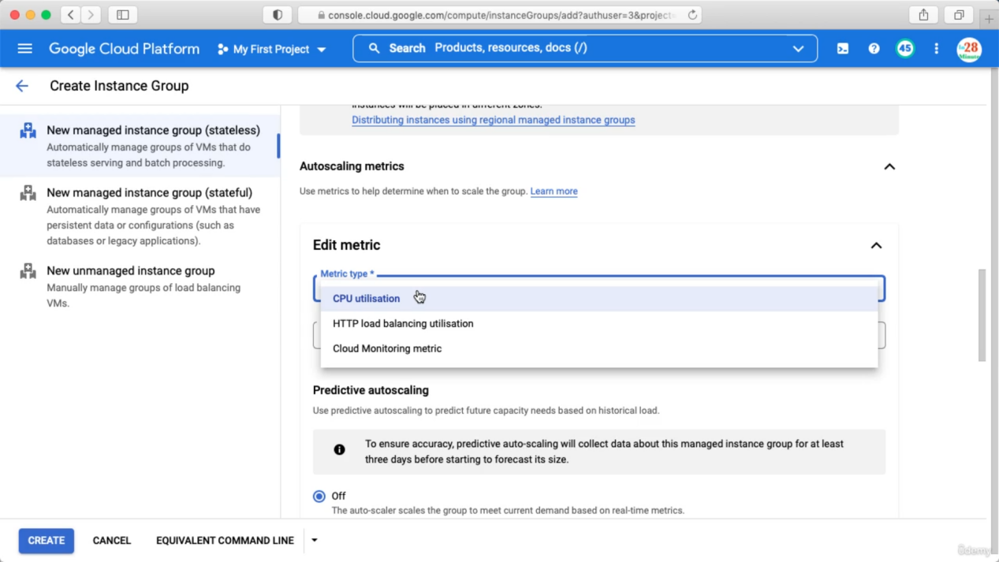 console.cloud.google.com/compute/instanceGroups/add?authuser=3&project=
Google Cloud Platform
My First Project
Search Products, resources, docs (/)
45
in28
Minutes
Create Instance Group
New managed instance group (stateless)
Automatically manage groups of VMs that do
stateless serving and batch processing.
New managed instance group (stateful)
Automatically manage groups of VMs that have
persistent data or configurations (such as
databases or legacy applications).
New unmanaged instance group
Manually manage groups of load balancing
VMs.
instances will be placed in different zones.
Distributing instances using regional managed instance groups
Autoscaling metrics
Use metrics to help determine when to scale the group. Learn more
Edit metric
Metric type *
CPU utilisation
HTTP load balancing utilisation
Cloud Monitoring metric
Predictive autoscaling
Use predictive autoscaling to predict future capacity needs based on historical load.
To ensure accuracy, predictive auto-scaling will collect data about this managed instance group for at least
three days before starting to forecast its size.
Off
The auto-scaler scales the group to meet current demand based on real-time metrics.
CREATE
CANCEL
EQUIVALENT COMMAND LINE
ûdemy